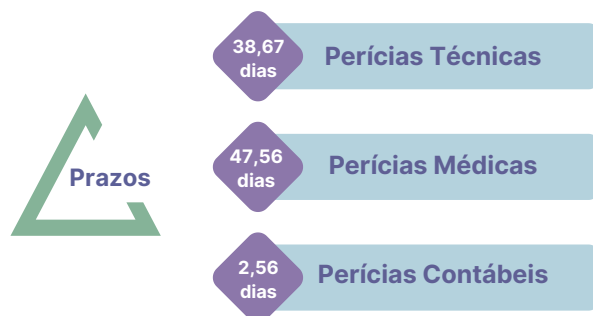 Prazos
38,67
dias
Perícias Técnicas
47,56
dias
Perícias Médicas
2,56
dias
Perícias Contábeis